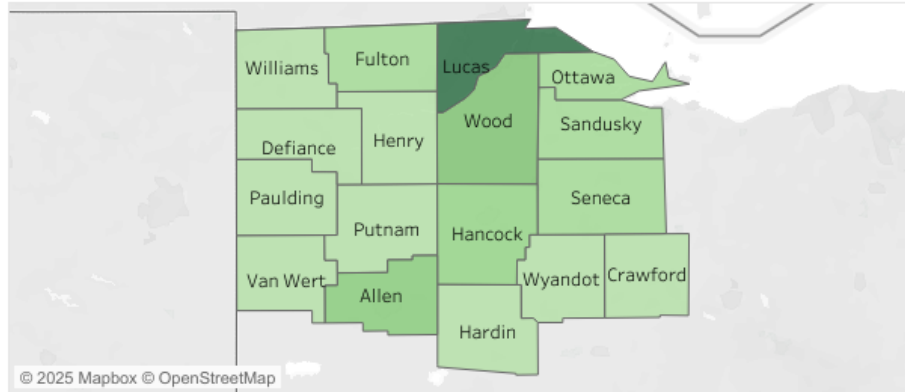 Williams
Fulton
Lucas
Ottawa
Wood
Sandusky
Henry
Defiance
Paulding
Seneca
Putnam
Hancock
Van Wert
Allen
Wyandot
Crawford
Hardin
© 2025 Mapbox © OpenStreetMap